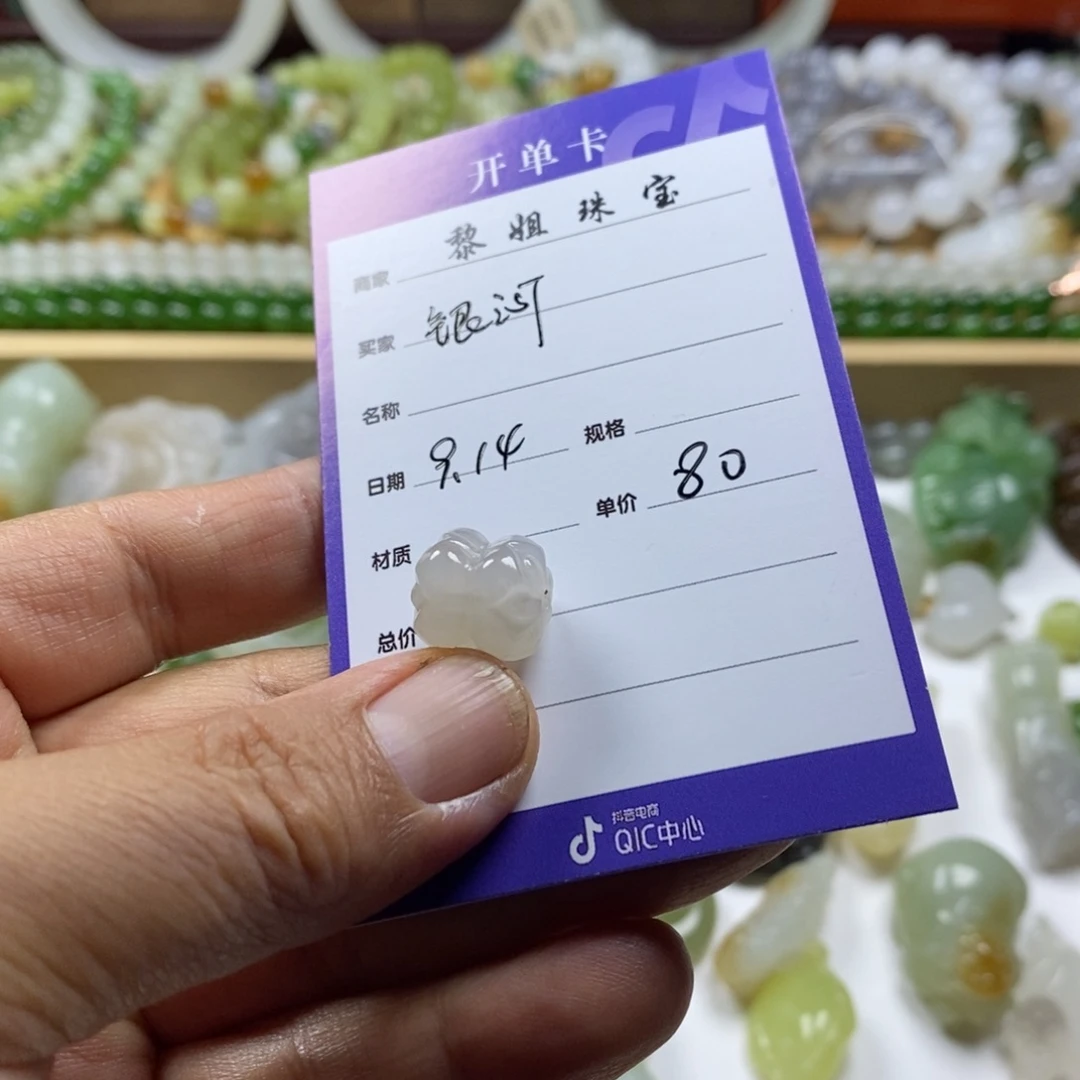 开单卡
商家 黎姐珠宝
买家 银河
名称
日期 9.14 规格
材质 单价 80
总价
抖音电商
QIC中心